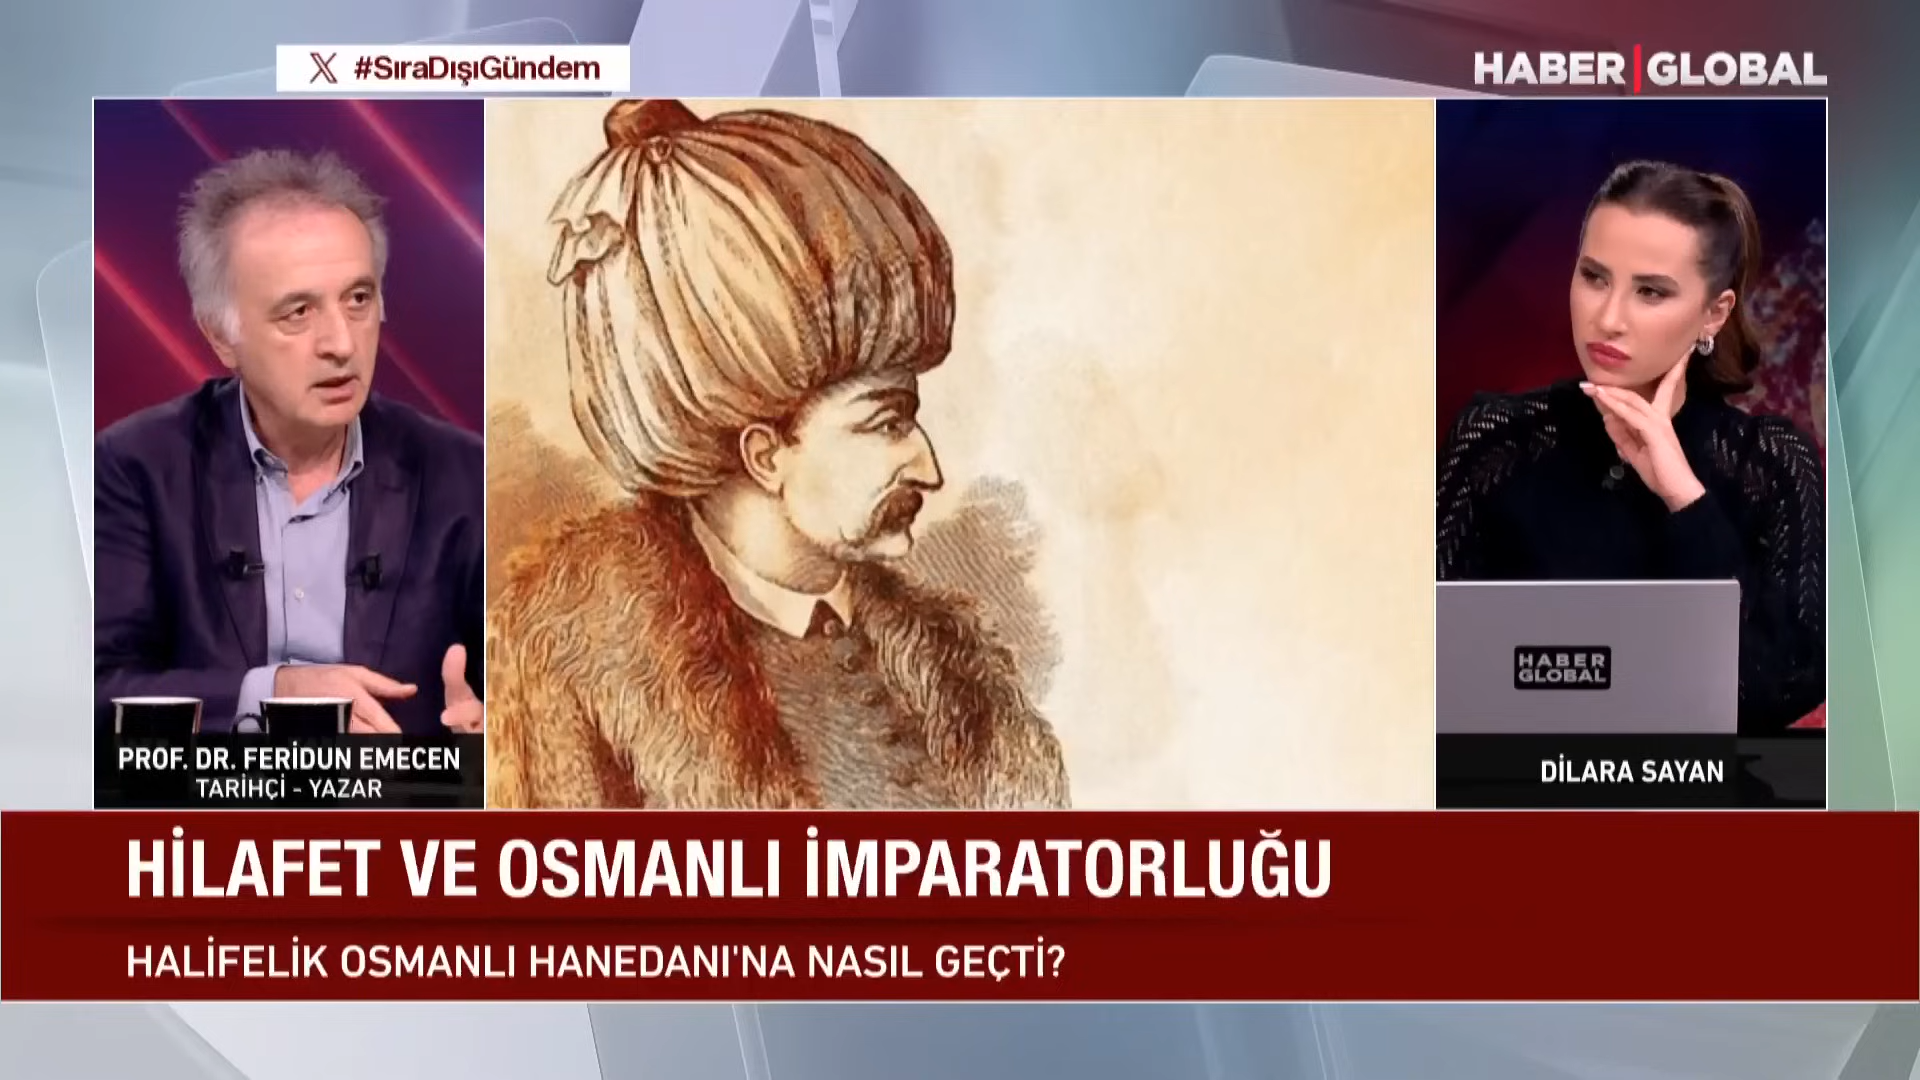 #SıraDışıGündem
HABER GLOBAL
HABER
GLOBAL
PROF. DR. FERİDUN EMECEN
TARİHÇİ - YAZAR
DİLARA SAYAN
HİLAFET VE OSMANLI İMPARATORLUĞU
HALİFELİK OSMANLI HANEDANI'NA NASIL GEÇTİ?